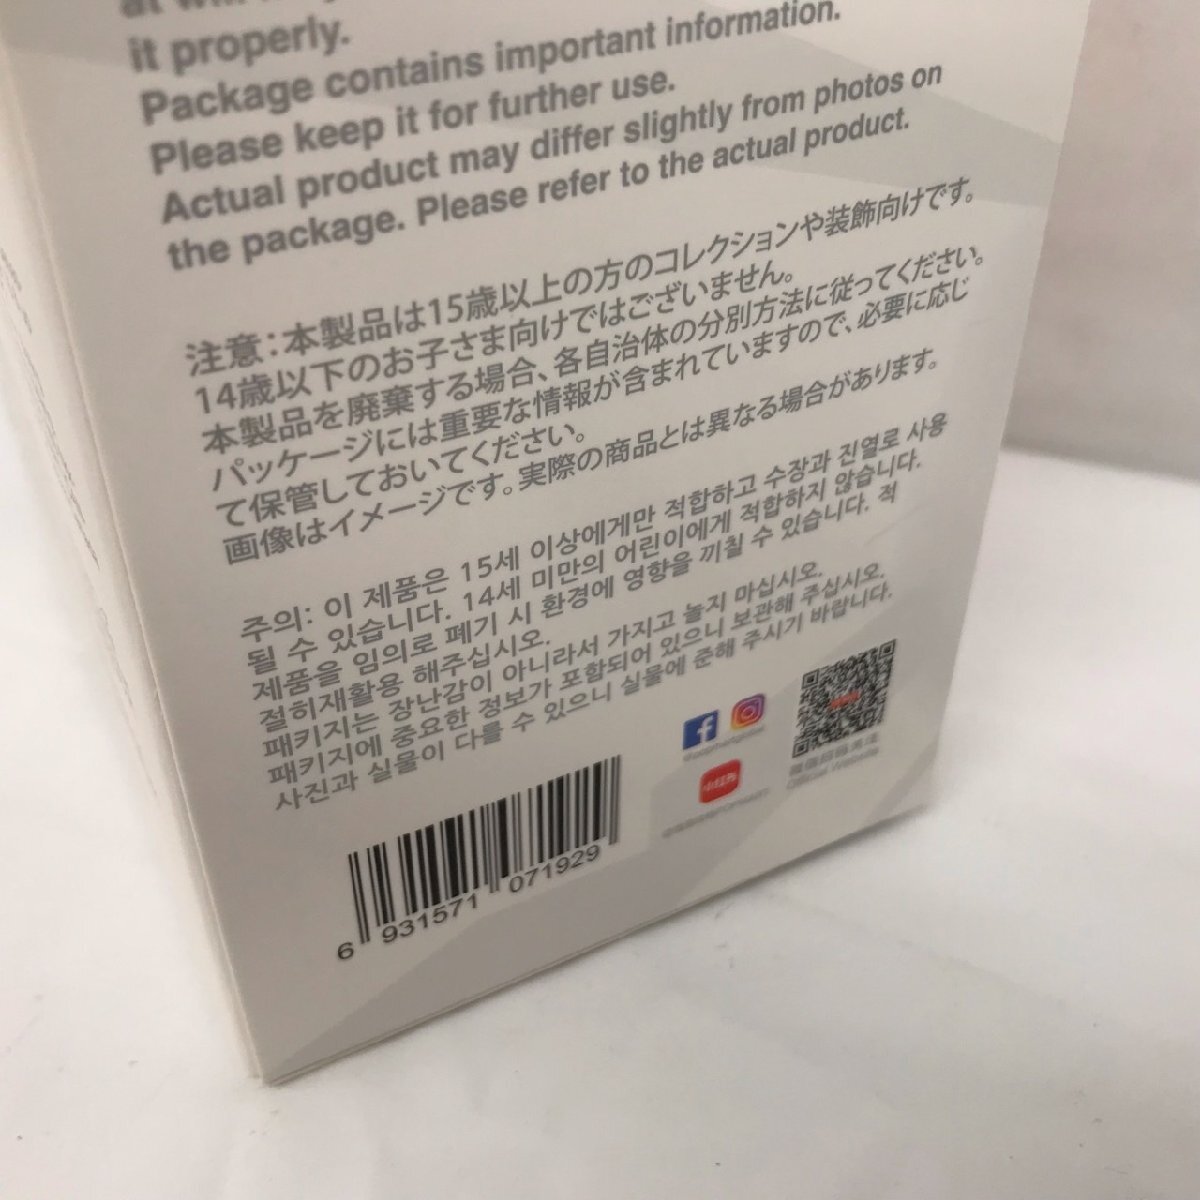 it properly.
Package contains important information.
Please keep it for further use.
Actual product may differ slightly from photos on
the package. Please refer to the actual product.
注意：本製品は15歳以上の方のコレクションや装飾向けです。
14歳以下のお子さま向けではございません。
本製品を廃棄する場合、各自治体の分別方法に従ってください。
パッケージには重要な情報が含まれていますので、必要に応じ
て保管しておいてください。
画像はイメージです。実際の商品とは異なる場合があります。
주의: 이 제품은 15세 이상에게만 적합하고 수장과 진열로 사용
될 수 있습니다. 14세 미만의 어린이에게 적합하지 않습니다.
제품을 임의로 폐기 시 환경에 영향을 끼칠 수 있습니다. 적
절히재활용 해주십시오.
패키지는 장난감이 아니라서 가지고 놀지 마십시오.
패키지에 중요한 정보가 포함되어 있으니 보관해 주십시오.
사진과 실물이 다를 수 있으니 실물에 준해 주시기 바랍니다.
小红书
Official Website
6 931571 071929